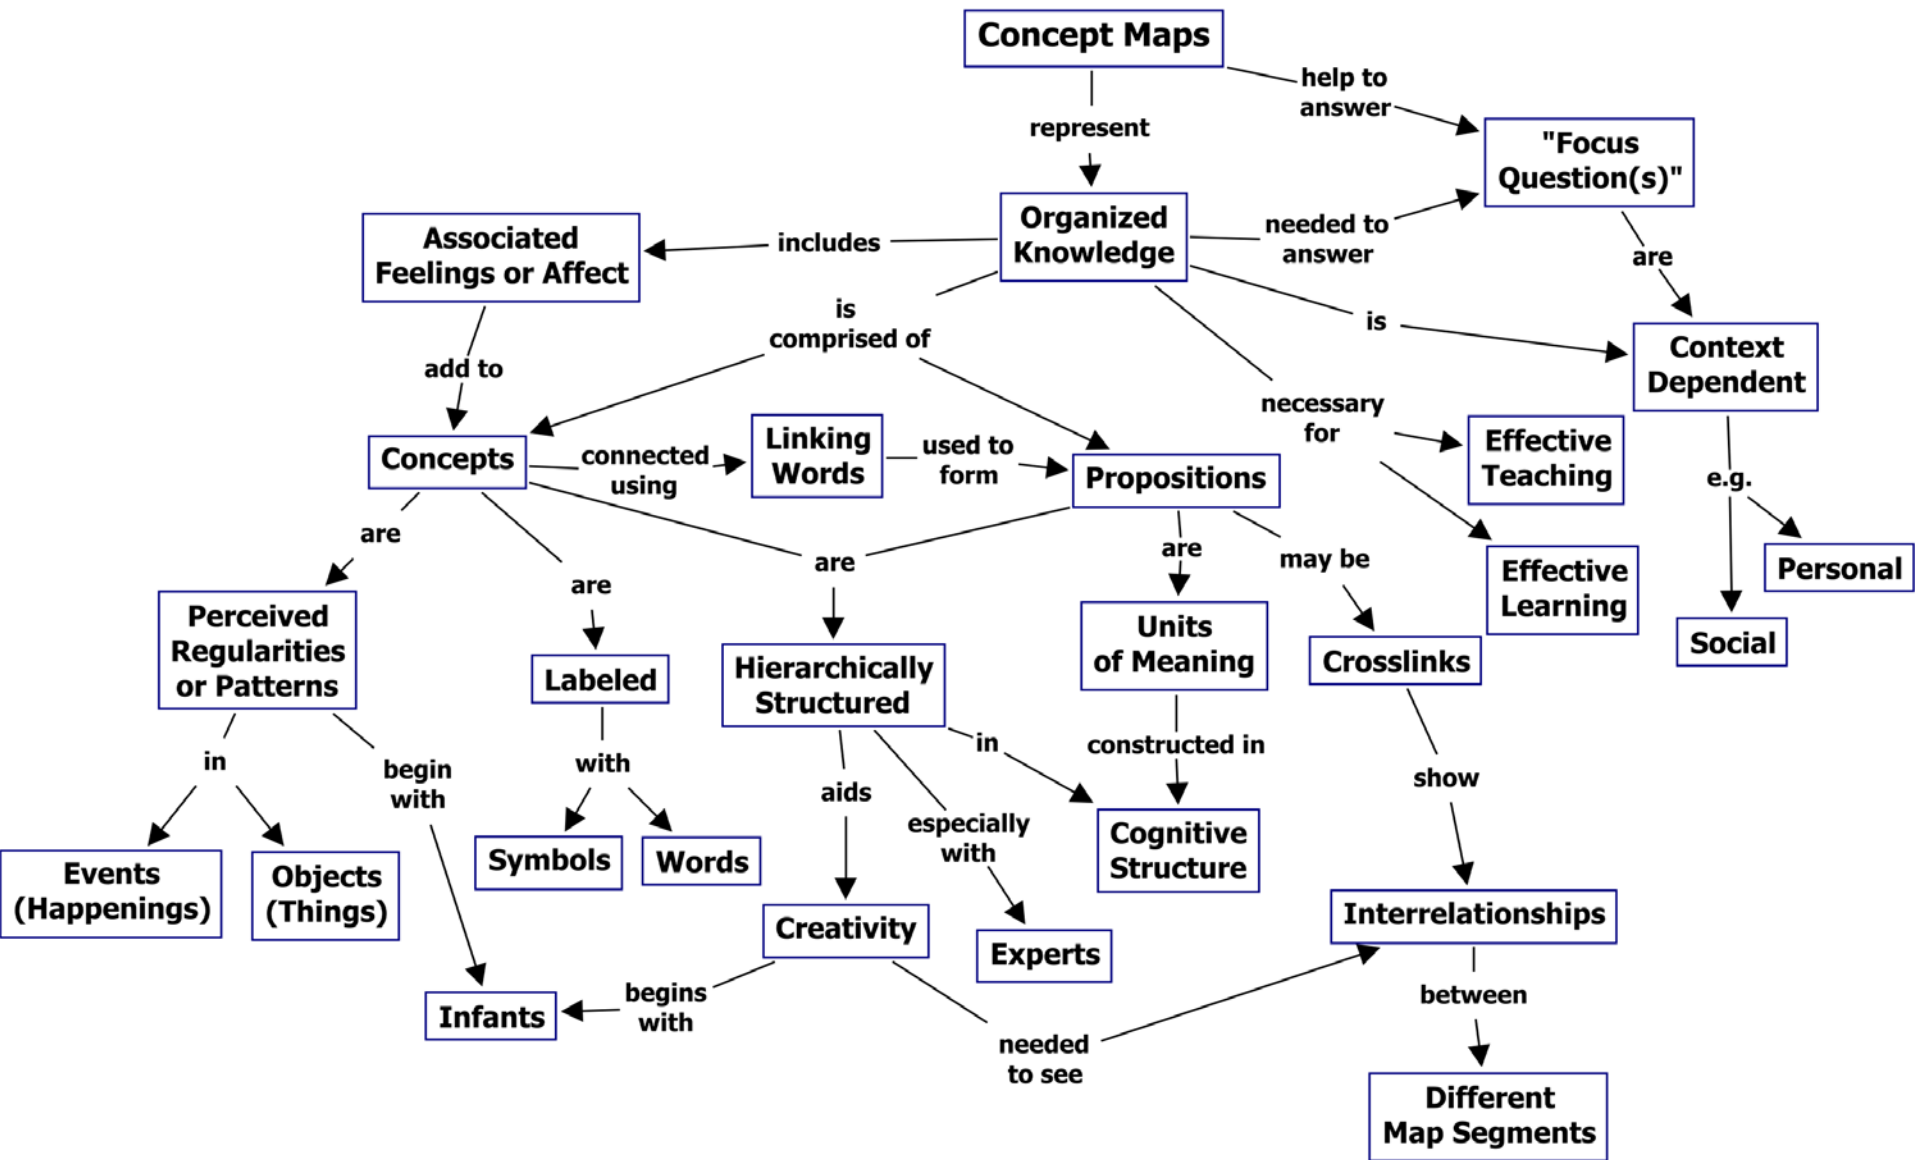 Concept Maps
help to
answer
represent
"Focus
Question(s)"
Organized
Knowledge
needed to
answer
includes
Associated
Feelings or Affect
are
is
is
comprised of
Context
Dependent
add to
necessary
for
Linking
Words
used to
form
Effective
Teaching
Concepts
connected
using
Propositions
e.g.
are
are
are
may be
are
Personal
Effective
Learning
Perceived
Regularities
or Patterns
Units
of Meaning
Social
Labeled
Hierarchically
Structured
Crosslinks
in
begin
with
with
in
constructed in
aids
show
especially
with
Cognitive
Structure
Events
(Happenings)
Objects
(Things)
Symbols
Words
Interrelationships
Creativity
Experts
Infants
begins
with
between
needed
to see
Different
Map Segments